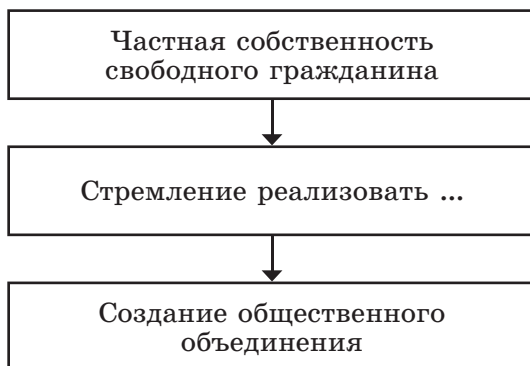 Частная собственность
свободного гражданина
Стремление реализовать ...
Создание общественного
объединения